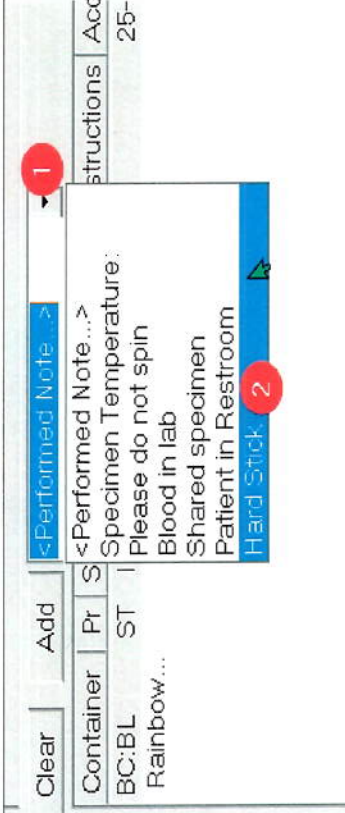 Clear Add <Performed Note...> 1
Container Pr S structions Acc
BC:BL ST 25-
Rainbow...
<Performed Note...>
Specimen Temperature:
Please do not spin
Blood in lab
Shared specimen
Patient in Restroom
Hard Stick 2